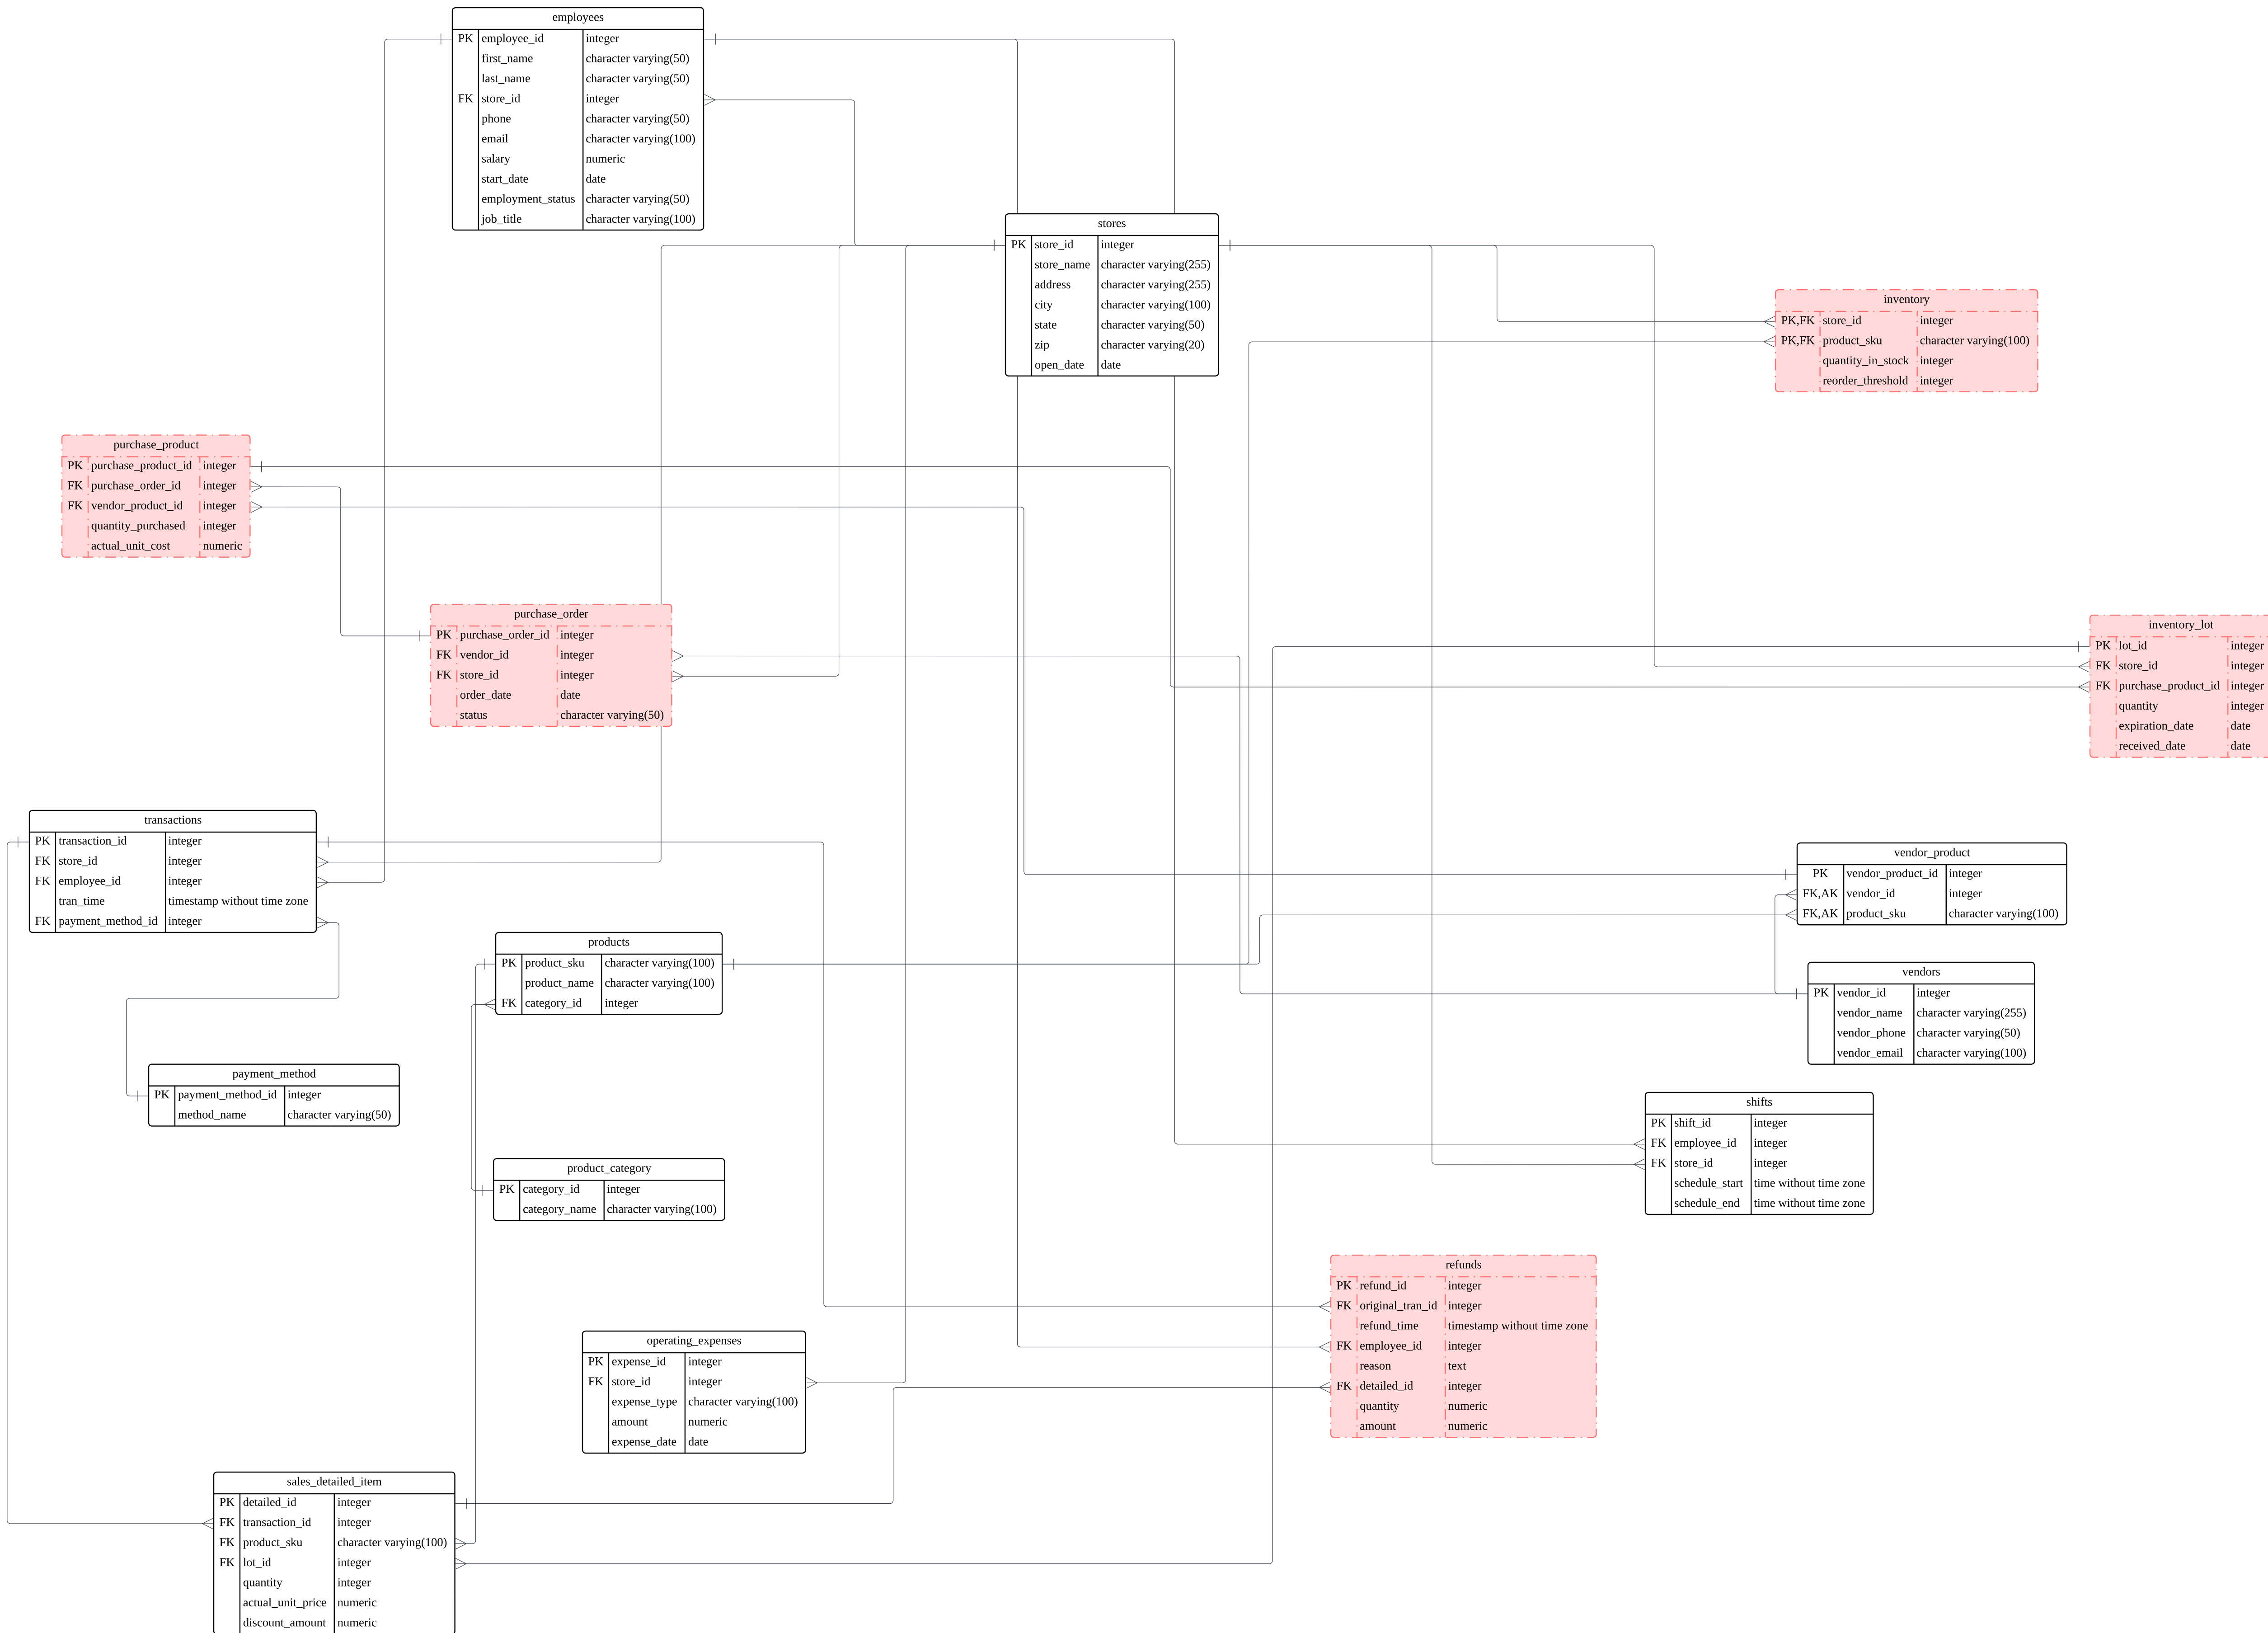 employees
PK employee_id integer
first_name character varying(50)
last_name character varying(50)
FK store_id integer
phone character varying(50)
email character varying(100)
salary numeric
start_date date
employment_status character varying(50)
job_title character varying(100)
stores
PK store_id integer
store_name character varying(255)
address character varying(255)
city character varying(100)
state character varying(50)
zip character varying(20)
open_date date
inventory
PK,FK store_id integer
PK,FK product_sku character varying(100)
quantity_in_stock integer
reorder_threshold integer
purchase_product
PK purchase_product_id integer
FK purchase_order_id integer
FK vendor_product_id integer
quantity_purchased integer
actual_unit_cost numeric
purchase_order
PK purchase_order_id integer
FK vendor_id integer
FK store_id integer
order_date date
status character varying(50)
inventory_lot
PK lot_id integer
FK store_id integer
FK purchase_product_id integer
quantity integer
expiration_date date
received_date date
transactions
PK transaction_id integer
FK store_id integer
FK employee_id integer
tran_time timestamp without time zone
FK payment_method_id integer
vendor_product
PK vendor_product_id integer
FK,AK vendor_id integer
FK,AK product_sku character varying(100)
products
PK product_sku character varying(100)
product_name character varying(100)
FK category_id integer
vendors
PK vendor_id integer
vendor_name character varying(255)
vendor_phone character varying(50)
vendor_email character varying(100)
payment_method
PK payment_method_id integer
method_name character varying(50)
shifts
PK shift_id integer
FK employee_id integer
FK store_id integer
schedule_start time without time zone
schedule_end time without time zone
product_category
PK category_id integer
category_name character varying(100)
refunds
PK refund_id integer
FK original_tran_id integer
refund_time timestamp without time zone
FK employee_id integer
reason text
FK detailed_id integer
quantity numeric
amount numeric
operating_expenses
PK expense_id integer
FK store_id integer
expense_type character varying(100)
amount numeric
expense_date date
sales_detailed_item
PK detailed_id integer
FK transaction_id integer
FK product_sku character varying(100)
FK lot_id integer
quantity integer
actual_unit_price numeric
discount_amount numeric